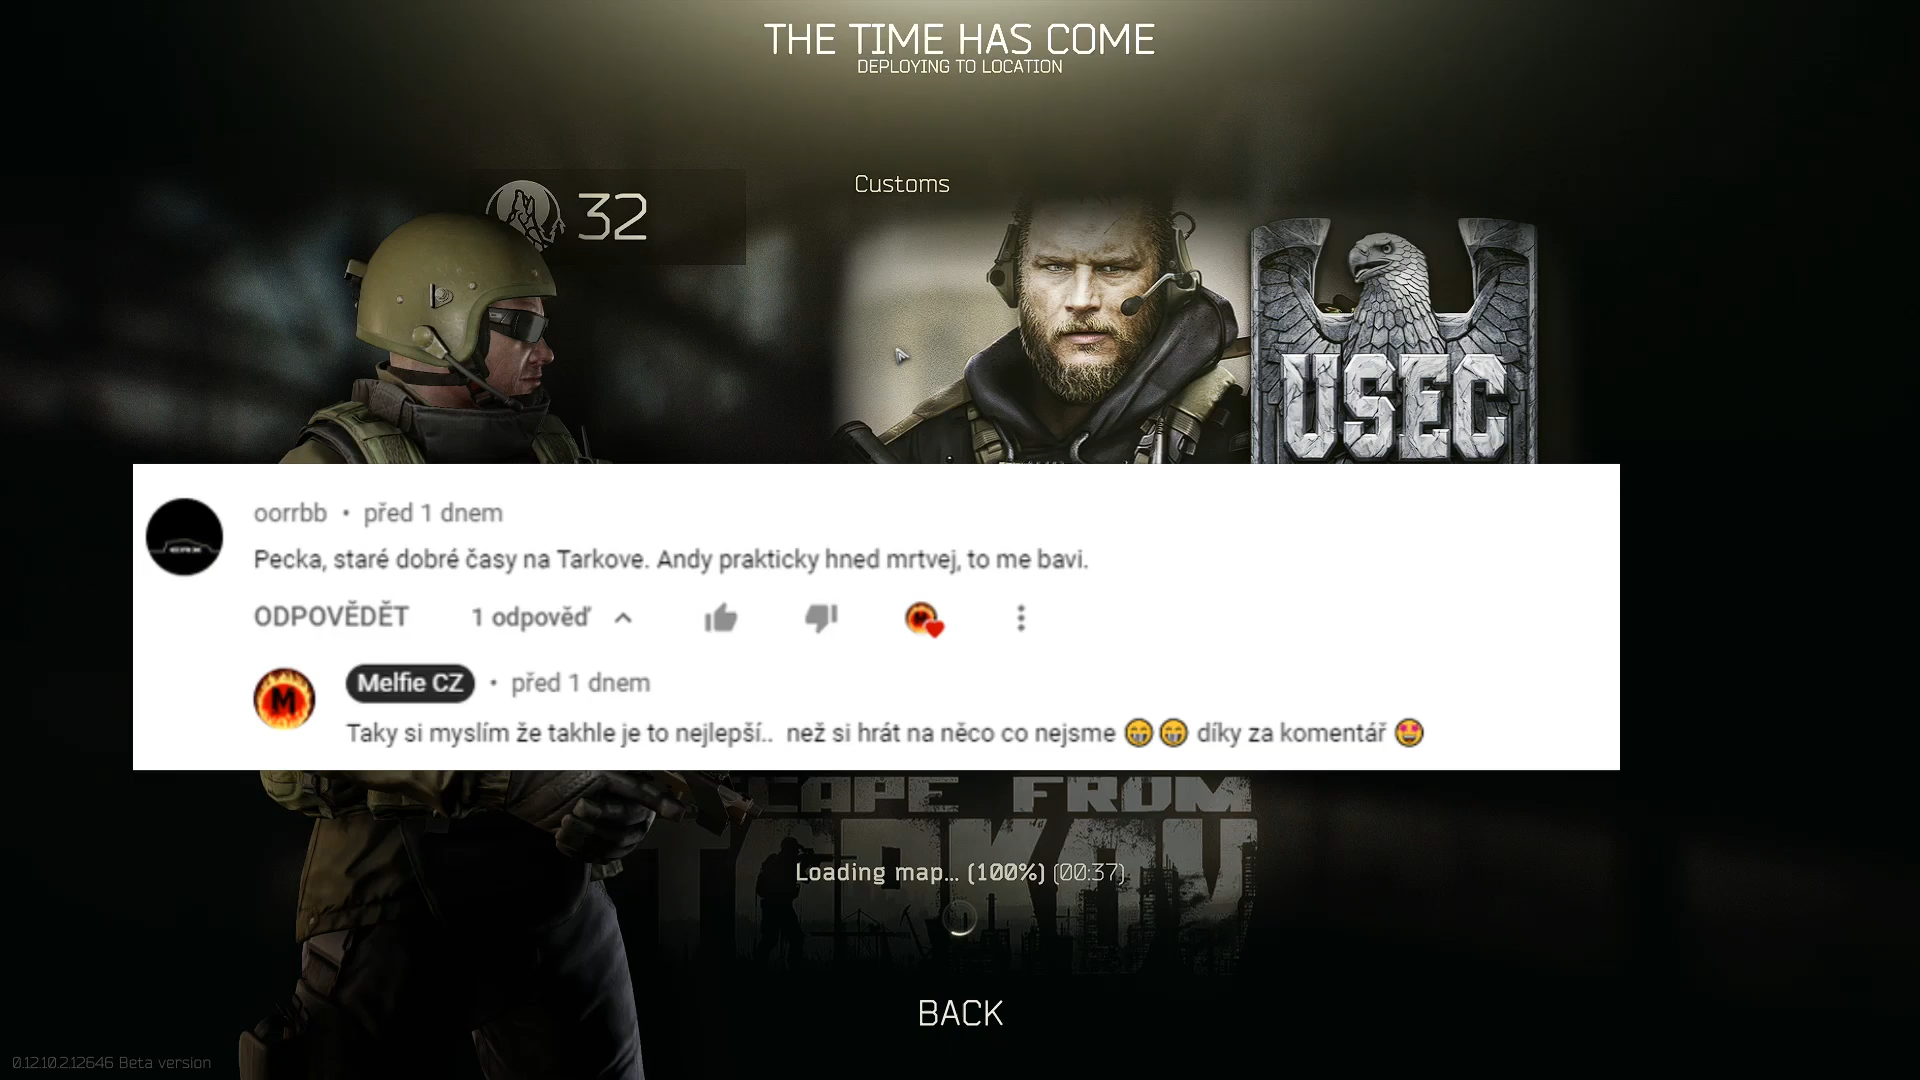 THE TIME HAS COME
DEPLOYING TO LOCATION
32
Customs
USEC
oorrbb • před 1 dnem
Pecka, staré dobré časy na Tarkove. Andy prakticky hned mrtvej, to me bavi.
ODPOVĚDĚT 1 odpověď
M Melfie CZ • před 1 dnem
Taky si myslím že takhle je to nejlepší.. než si hrát na něco co nejsme 😁😁 díky za komentář 🤩
CAPE FROM
TARKOV
Loading map... (100%) (00:37)
BACK
0.12.10.2.12646 Beta version